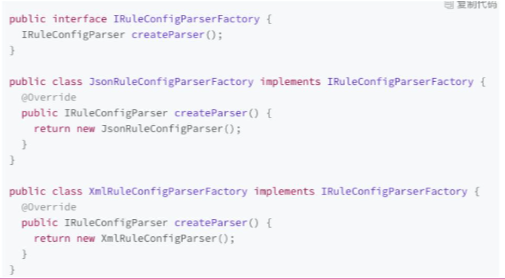 复制代码
public interface IRuleConfigParserFactory {
  IRuleConfigParser createParser();
}

public class JsonRuleConfigParserFactory implements IRuleConfigParserFactory {
  @Override
  public IRuleConfigParser createParser() {
    return new JsonRuleConfigParser();
  }
}

public class XmlRuleConfigParserFactory implements IRuleConfigParserFactory {
  @Override
  public IRuleConfigParser createParser() {
    return new XmlRuleConfigParser();
  }
}